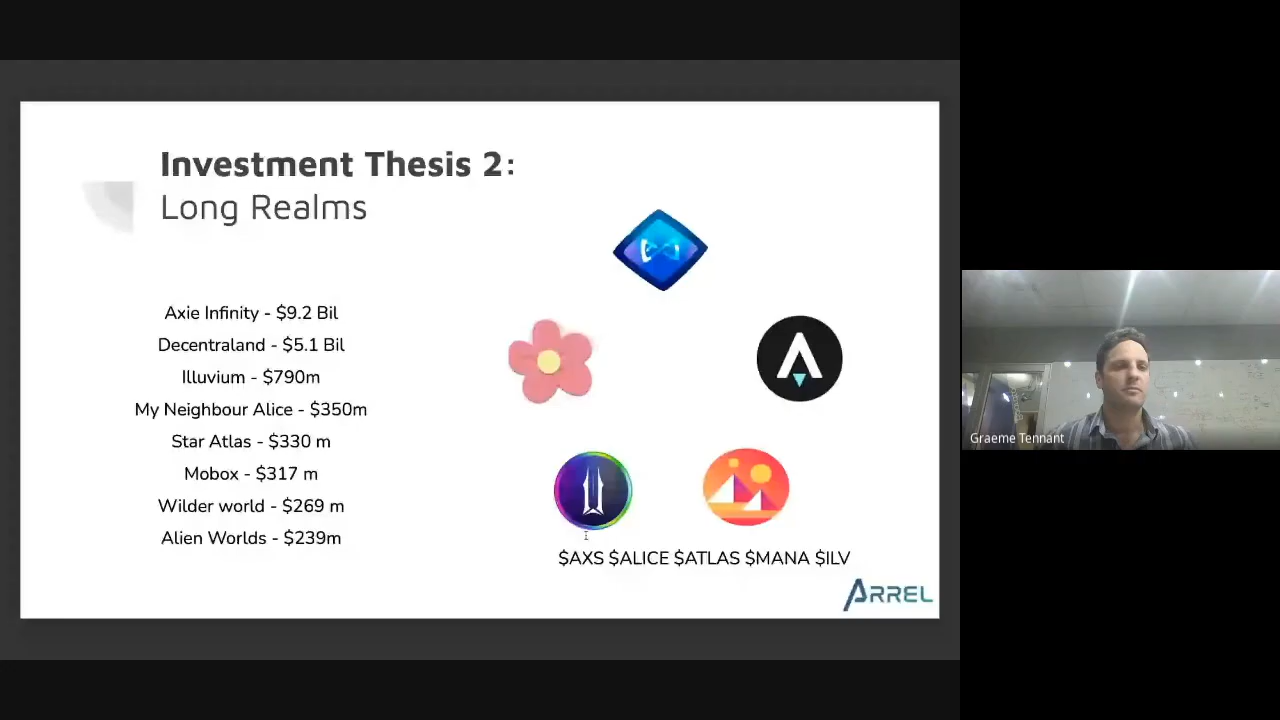 Investment Thesis 2:
Long Realms
Axie Infinity - $9.2 Bil
Decentraland - $5.1 Bil
Illuvium - $790m
My Neighbour Alice - $350m
Star Atlas - $330 m
Mobox - $317 m
Wilder world - $269 m
Alien Worlds - $239m
$AXS $ALICE $ATLAS $MANA $ILV
ARREL
Graeme Tennant